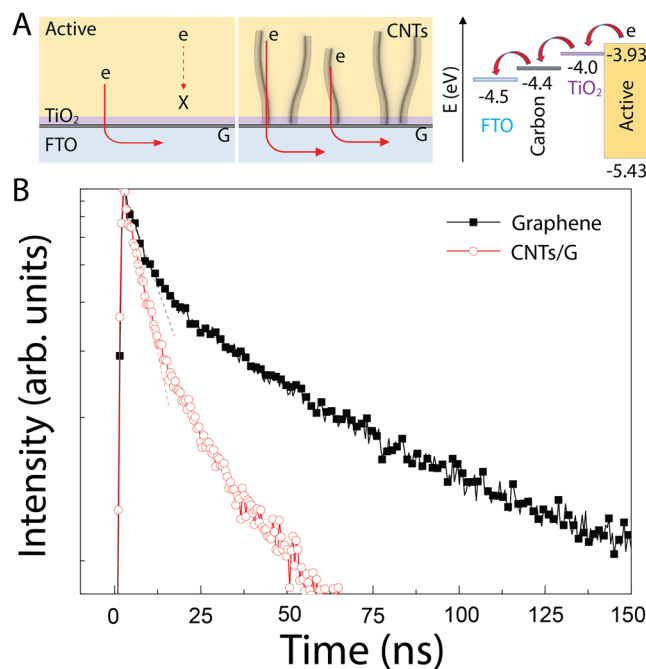 A
Active
e
e
X
TiO₂
FTO
G
CNTs
e
e
G
E (eV)
e
-3.93
-4.0
TiO₂
-4.4
-4.5
FTO
Carbon
Active
-5.43
B
Graphene
CNTs/G
Intensity (arb. units)
0 25 50 75 100 125 150
Time (ns)